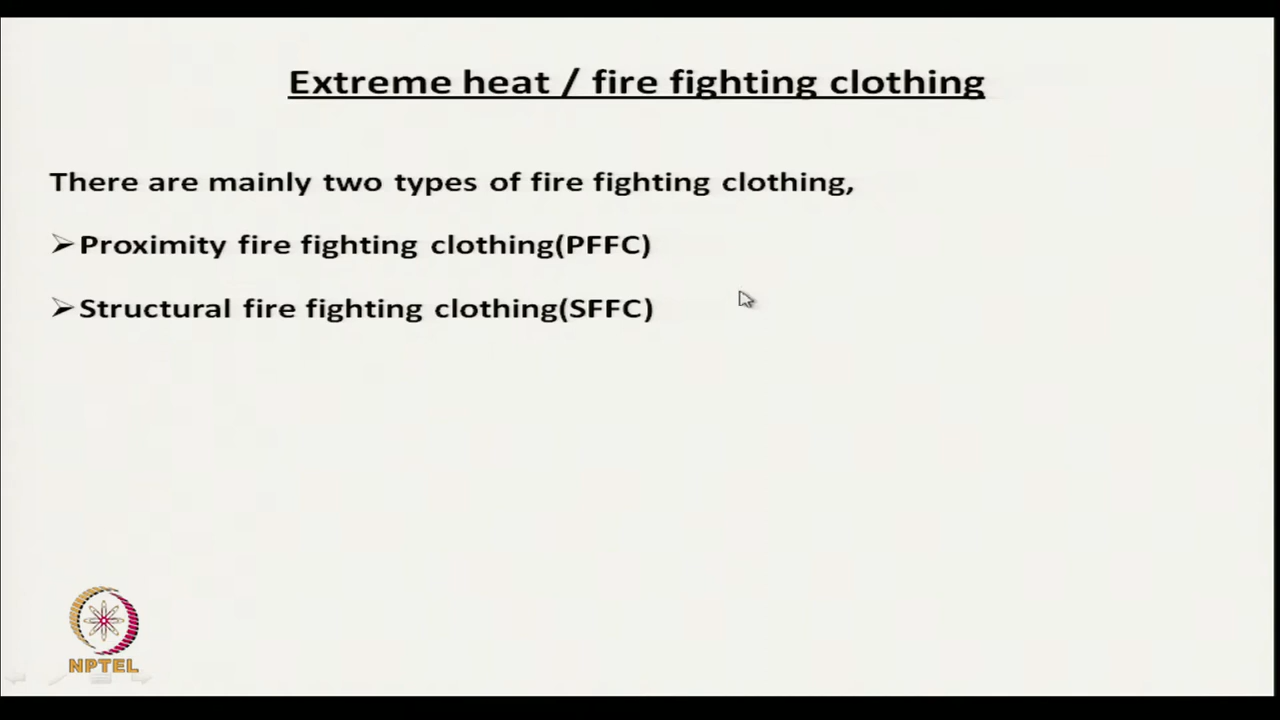 Extreme heat / fire fighting clothing
There are mainly two types of fire fighting clothing,
➢Proximity fire fighting clothing(PFFC)
➢Structural fire fighting clothing(SFFC)
NPTEL